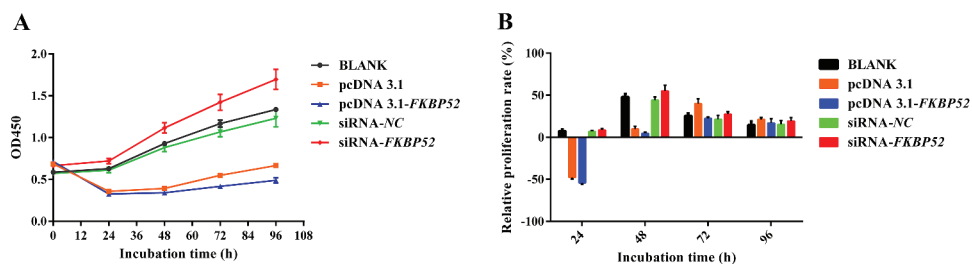 A
OD450
2.0
1.5
1.0
0.5
0.0
0 12 24 36 48 60 72 84 96 108
Incubation time (h)
BLANK
pcDNA 3.1
pcDNA 3.1-FKBP52
siRNA-NC
siRNA-FKBP52
B
Relative proliferation rate (%)
100
50
0
-50
-100
24 48 72 96
Incubation time (h)
BLANK
pcDNA 3.1
pcDNA 3.1-FKBP52
siRNA-NC
siRNA-FKBP52